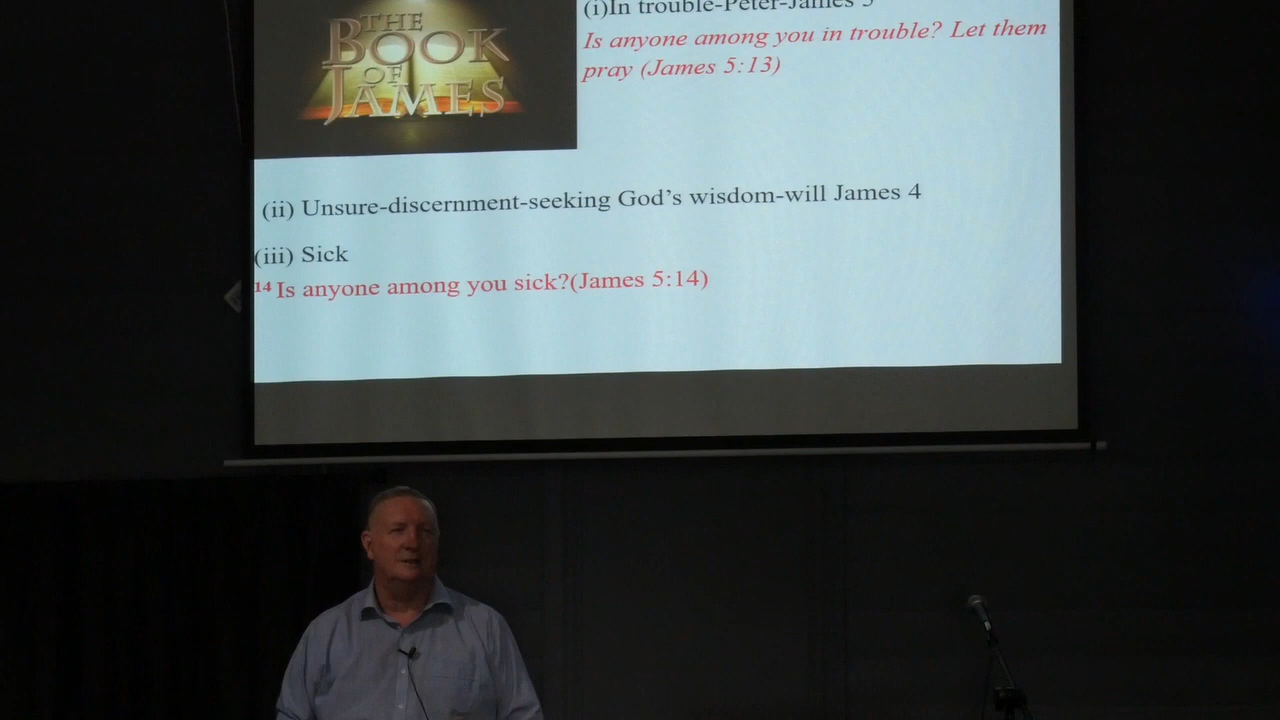 THE
BOOK
OF
JAMES
(i)In trouble-Peter-James 5
Is anyone among you in trouble? Let them
pray (James 5:13)
(ii) Unsure-discernment-seeking God's wisdom-will James 4
(iii) Sick
14 Is anyone among you sick?(James 5:14)